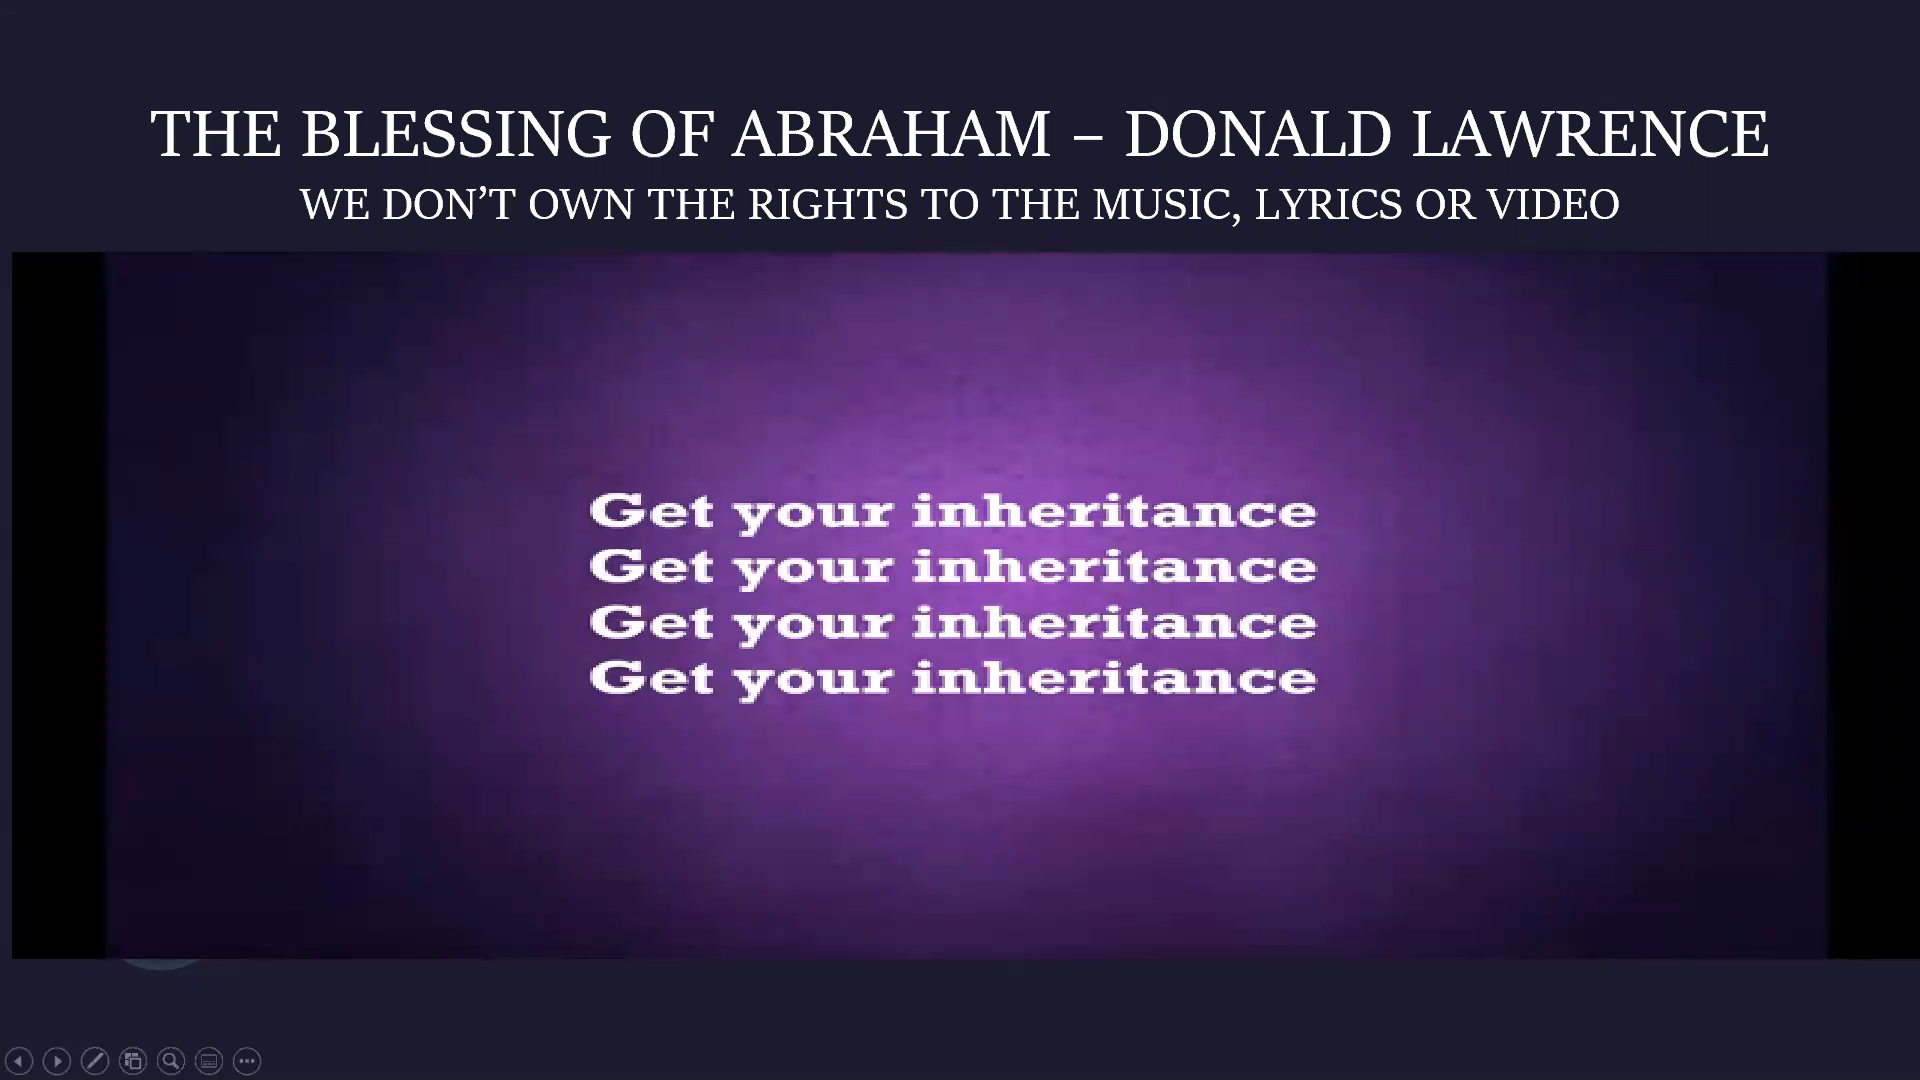 THE BLESSING OF ABRAHAM – DONALD LAWRENCE
WE DON’T OWN THE RIGHTS TO THE MUSIC, LYRICS OR VIDEO
Get your inheritance
Get your inheritance
Get your inheritance
Get your inheritance